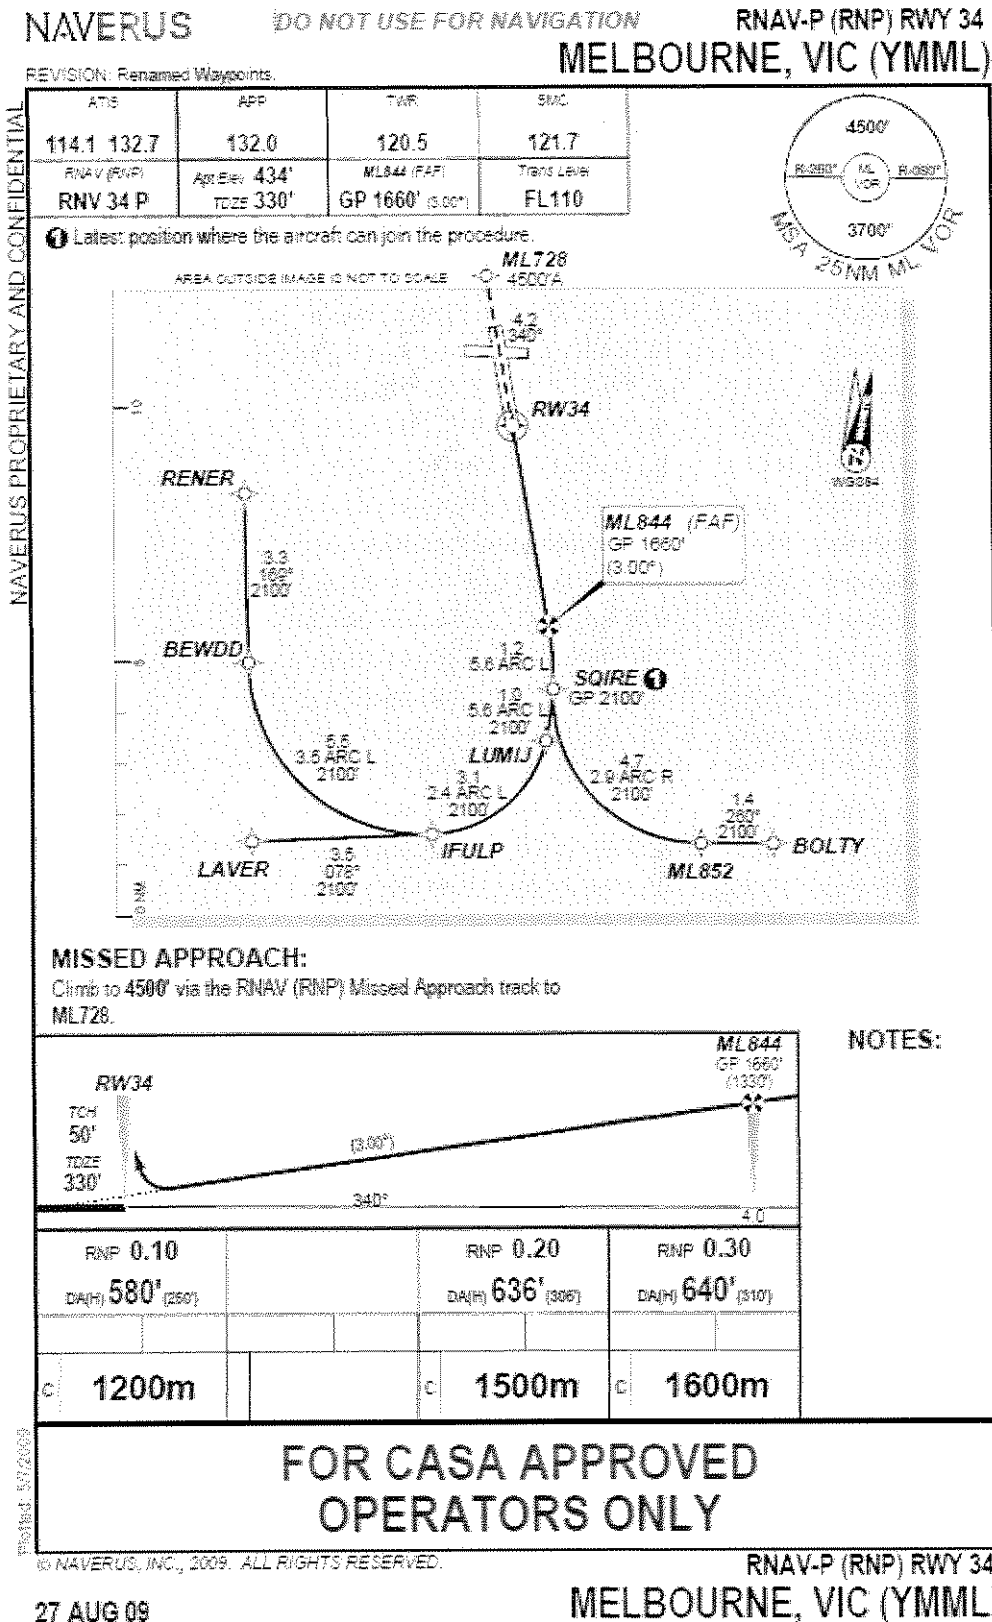 NAVERUS
DO NOT USE FOR NAVIGATION
RNAV-P (RNP) RWY 34
MELBOURNE, VIC (YMML)
REVISION: Renamed Waypoints.
NAVERUS PROPRIETARY AND CONFIDENTIAL
ATIS APP TWR SMC
114.1 132.7 132.0 120.5 121.7
RNAV (RNP) Apt Elev 434' ML844 (FAF) Trans Level
RNV 34 P TDZE 330' GP 1660' (3.00°) FL110
4500'
ML
VOR
3700'
MSA 25NM ML VOR
1 Latest position where the aircraft can join the procedure.
AREA OUTSIDE IMAGE IS NOT TO SCALE
ML728
4500'A
4.2
340°
10
RW34
WGS84
RENER
ML844 (FAF)
GP 1660'
(3.00°)
3.3
2100'
BEWDD
5
1.2
5.6 ARC L
SQIRE 1
GP 2100'
5.6 ARC L
2100'
LUMIJ
5.5
3.5 ARC L
2100'
3.1
2.4 ARC L
2100'
4.7
2.9 ARC R
2100'
1.4
260°
2100'
LAVER
3.5
078°
2100'
IFULP
ML852
BOLTY
0 NM
MISSED APPROACH:
Climb to 4500' via the RNAV (RNP) Missed Approach track to
ML728.
NOTES:
ML844
GP 1660'
(1330')
RW34
TCH
50'
TDZE
330'
(3.00°)
340°
4.0
RNP 0.10 RNP 0.20 RNP 0.30
DA(H) 580' (250') DA(H) 636' (306') DA(H) 640' (310')
C 1200m C 1500m C 1600m
FOR CASA APPROVED
OPERATORS ONLY
© NAVERUS, INC., 2009. ALL RIGHTS RESERVED.
RNAV-P (RNP) RWY 34
27 AUG 09
MELBOURNE, VIC (YMML)